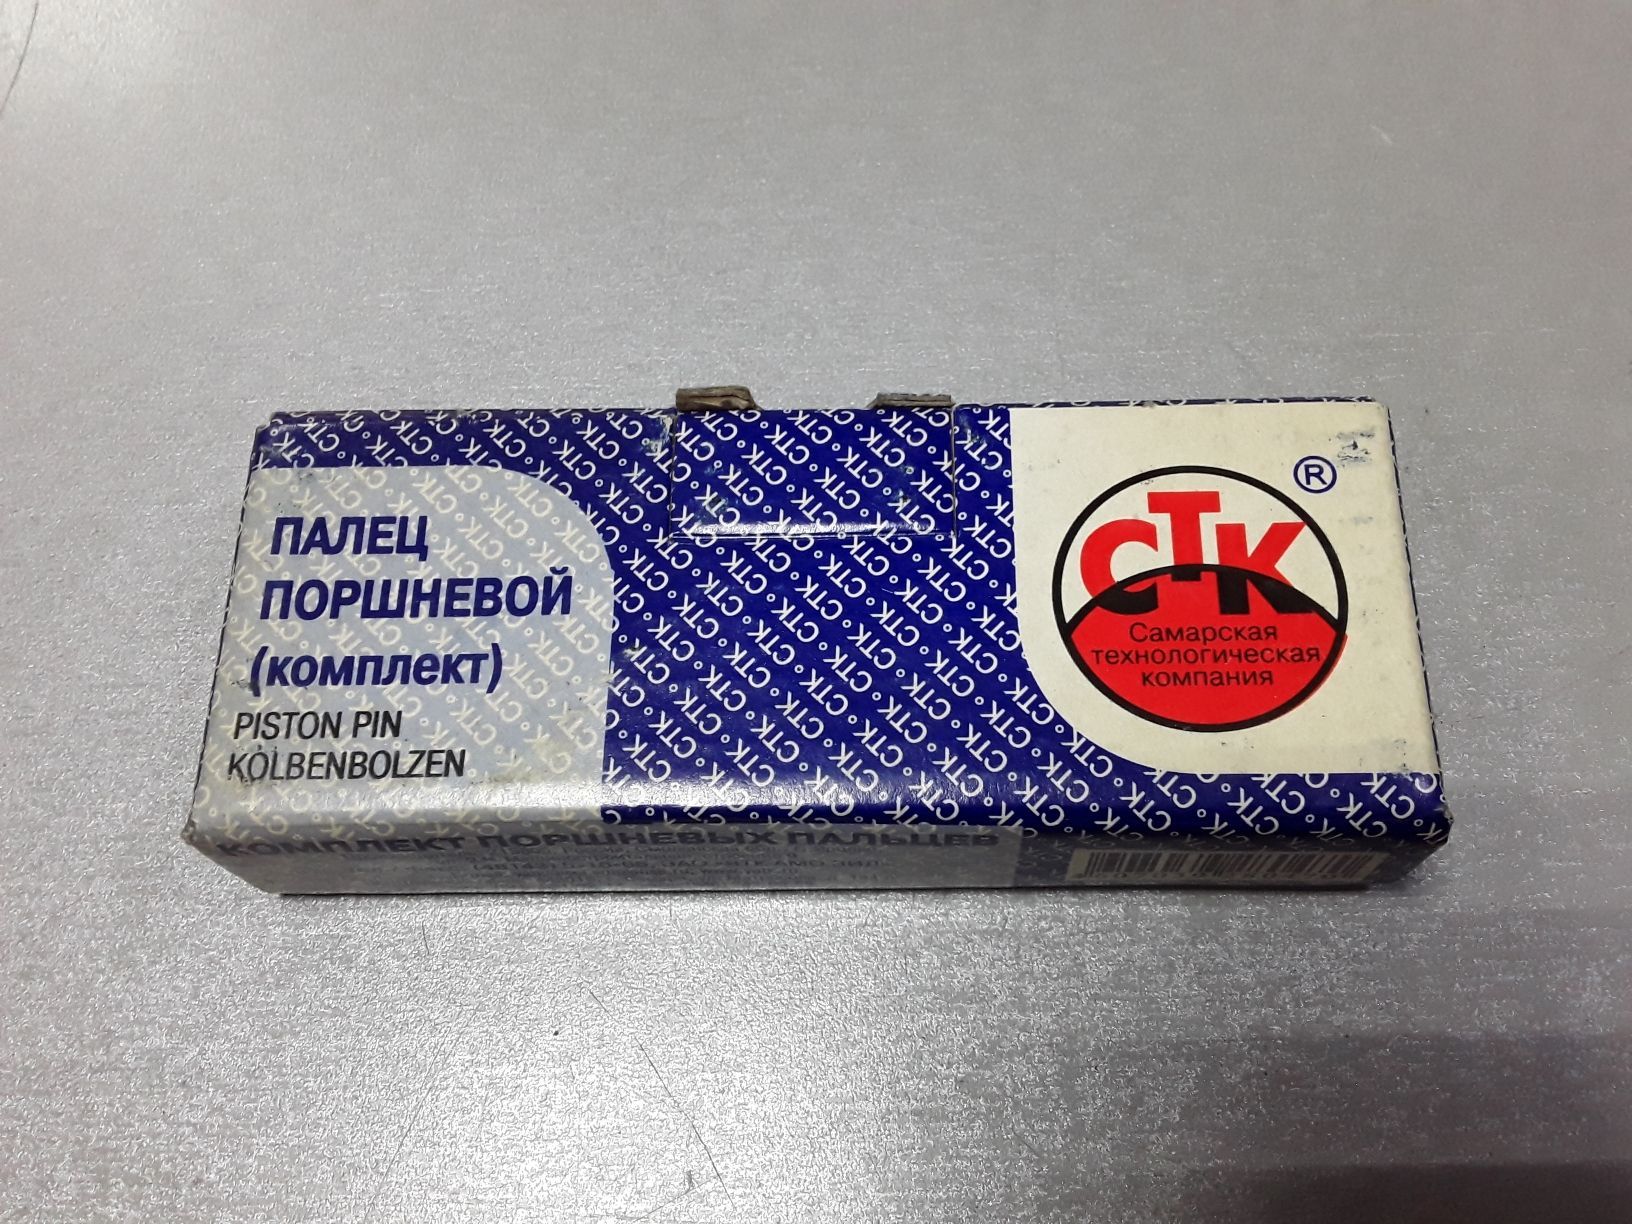 ПАЛЕЦ
ПОРШНЕВОЙ
(комплект)
PISTON PIN
KOLBENBOLZEN
СТК
®
Самарская
технологическая
компания
КОМПЛЕКТ ПОРШНЕВЫХ ПАЛЬЦЕВ